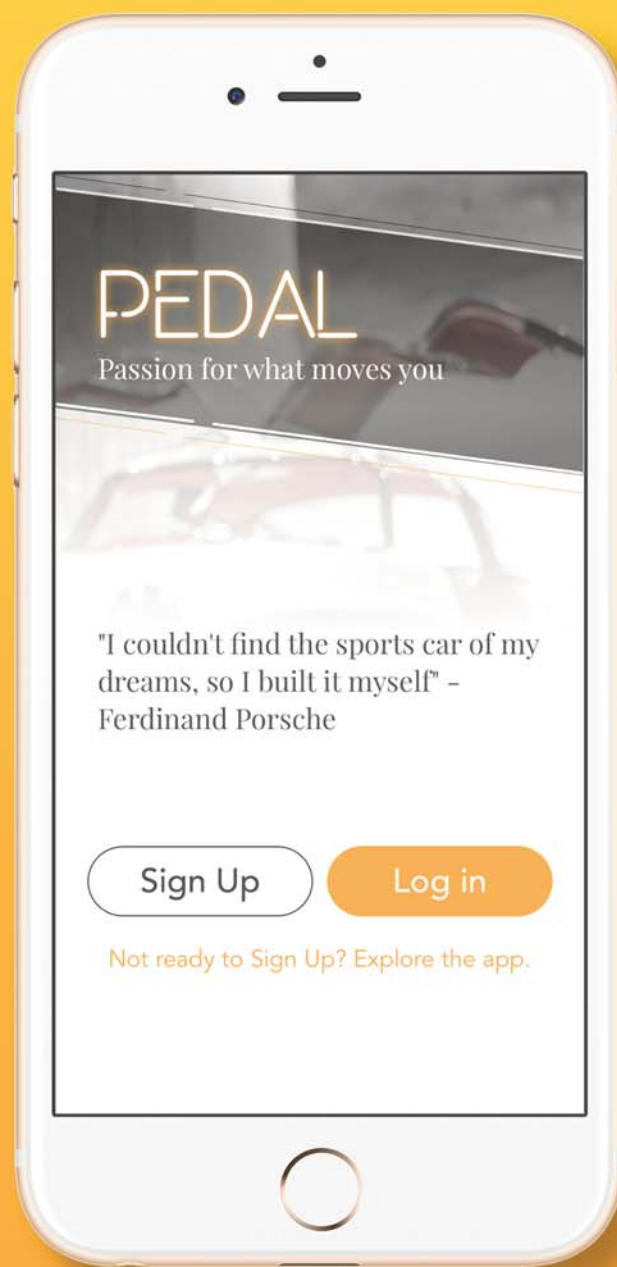 PEDAL
Passion for what moves you
"I couldn't find the sports car of my
dreams, so I built it myself" -
Ferdinand Porsche
Sign Up
Log in
Not ready to Sign Up? Explore the app.